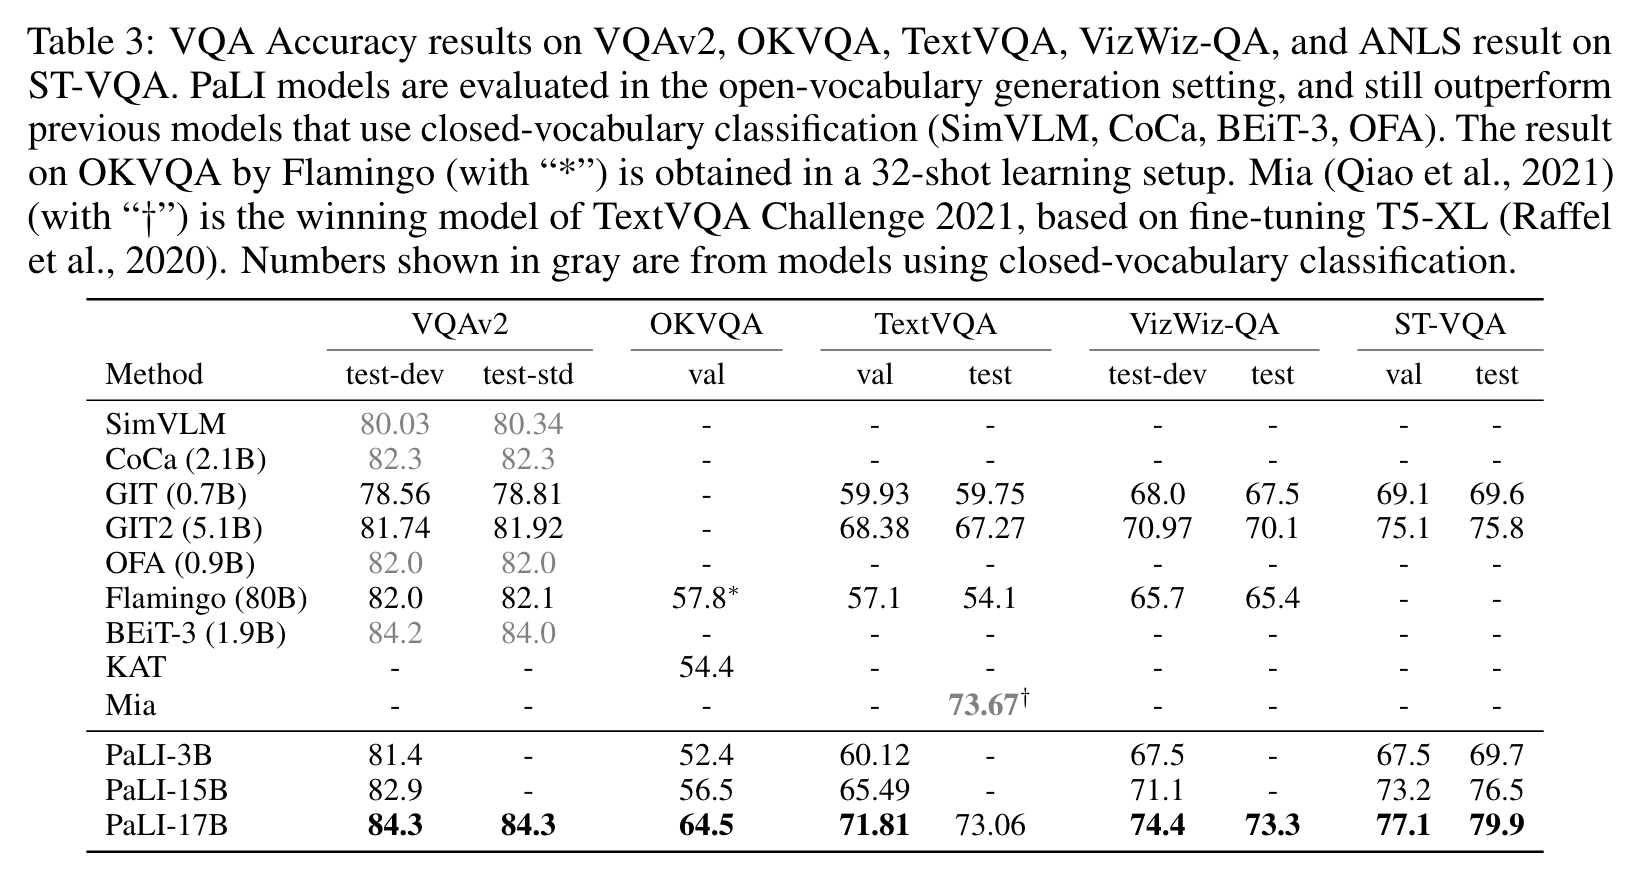 Table 3: VQA Accuracy results on VQAv2, OKVQA, TextVQA, VizWiz-QA, and ANLS result on
ST-VQA. PaLI models are evaluated in the open-vocabulary generation setting, and still outperform
previous models that use closed-vocabulary classification (SimVLM, CoCa, BEiT-3, OFA). The result
on OKVQA by Flamingo (with “*”) is obtained in a 32-shot learning setup. Mia (Qiao et al., 2021)
(with “†”) is the winning model of TextVQA Challenge 2021, based on fine-tuning T5-XL (Raffel
et al., 2020). Numbers shown in gray are from models using closed-vocabulary classification.
VQAv2 OKVQA TextVQA VizWiz-QA ST-VQA
Method test-dev test-std val val test test-dev test val test
SimVLM 80.03 80.34 - - - - - - -
CoCa (2.1B) 82.3 82.3 - - - - - - -
GIT (0.7B) 78.56 78.81 - 59.93 59.75 68.0 67.5 69.1 69.6
GIT2 (5.1B) 81.74 81.92 - 68.38 67.27 70.97 70.1 75.1 75.8
OFA (0.9B) 82.0 82.0 - - - - - - -
Flamingo (80B) 82.0 82.1 57.8* 57.1 54.1 65.7 65.4 - -
BEiT-3 (1.9B) 84.2 84.0 - - - - - - -
KAT - - 54.4 - - - - - -
Mia - - - - 73.67† - - - -
PaLI-3B 81.4 - 52.4 60.12 - 67.5 - 67.5 69.7
PaLI-15B 82.9 - 56.5 65.49 - 71.1 - 73.2 76.5
PaLI-17B 84.3 84.3 64.5 71.81 73.06 74.4 73.3 77.1 79.9